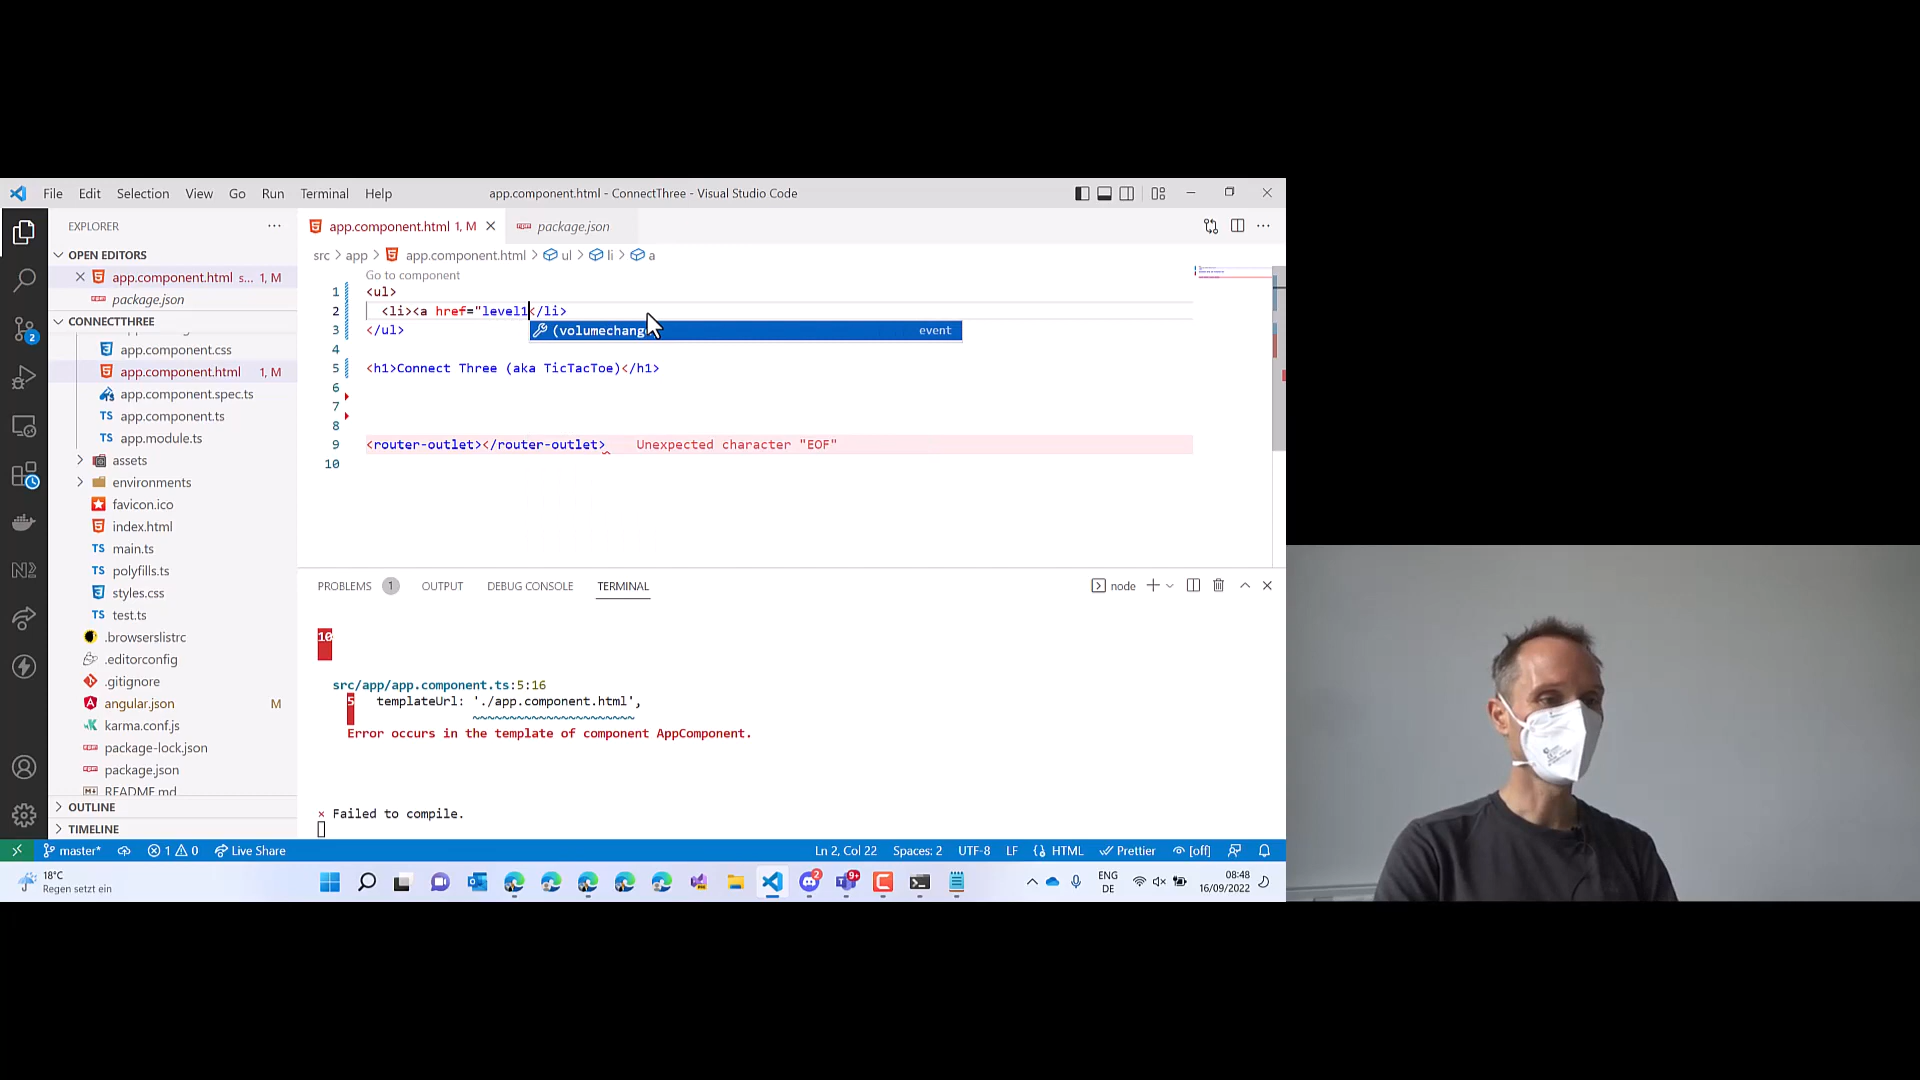 File Edit Selection View Go Run Terminal Help
app.component.html - ConnectThree - Visual Studio Code
EXPLORER
OPEN EDITORS
app.component.html s... 1, M
package.json
CONNECTTHREE
app.component.css
app.component.html 1, M
app.component.spec.ts
TS app.component.ts
TS app.module.ts
assets
environments
favicon.ico
index.html
TS main.ts
TS polyfills.ts
styles.css
TS test.ts
.browserslistrc
.editorconfig
.gitignore
angular.json M
karma.conf.js
package-lock.json
package.json
README.md
OUTLINE
TIMELINE
app.component.html 1, M
package.json
src > app > app.component.html > ul > li > a
Go to component
1 <ul>
2 <li><a href="level1</li>
(volumechange event
3 </ul>
4
5 <h1>Connect Three (aka TicTacToe)</h1>
6
7
8
9 <router-outlet></router-outlet> Unexpected character "EOF"
10
PROBLEMS 1 OUTPUT DEBUG CONSOLE TERMINAL
node
10
src/app/app.component.ts:5:16
5 templateUrl: './app.component.html',
~~~~~~~~~~~~~~~~~~~~~~
Error occurs in the template of component AppComponent.
× Failed to compile.
master* 1 0 Live Share
Ln 2, Col 22 Spaces: 2 UTF-8 LF HTML Prettier [off]
18°C
Regen setzt ein
2
9+
ENG
DE
08:48
16/09/2022